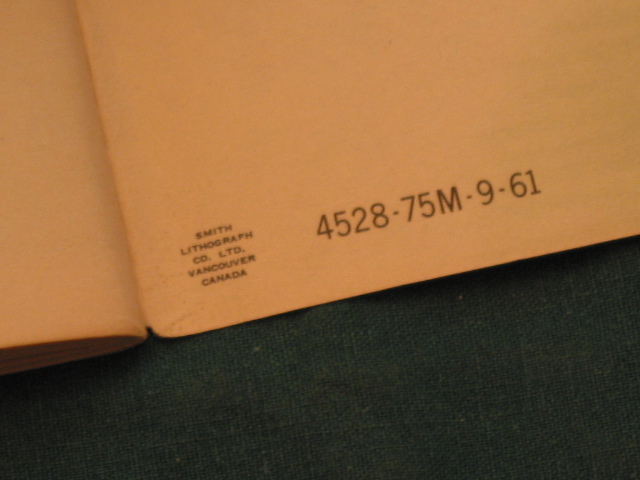 SMITH
LITHOGRAPH
CO. LTD.
VANCOUVER
CANADA
4528-75M-9-61